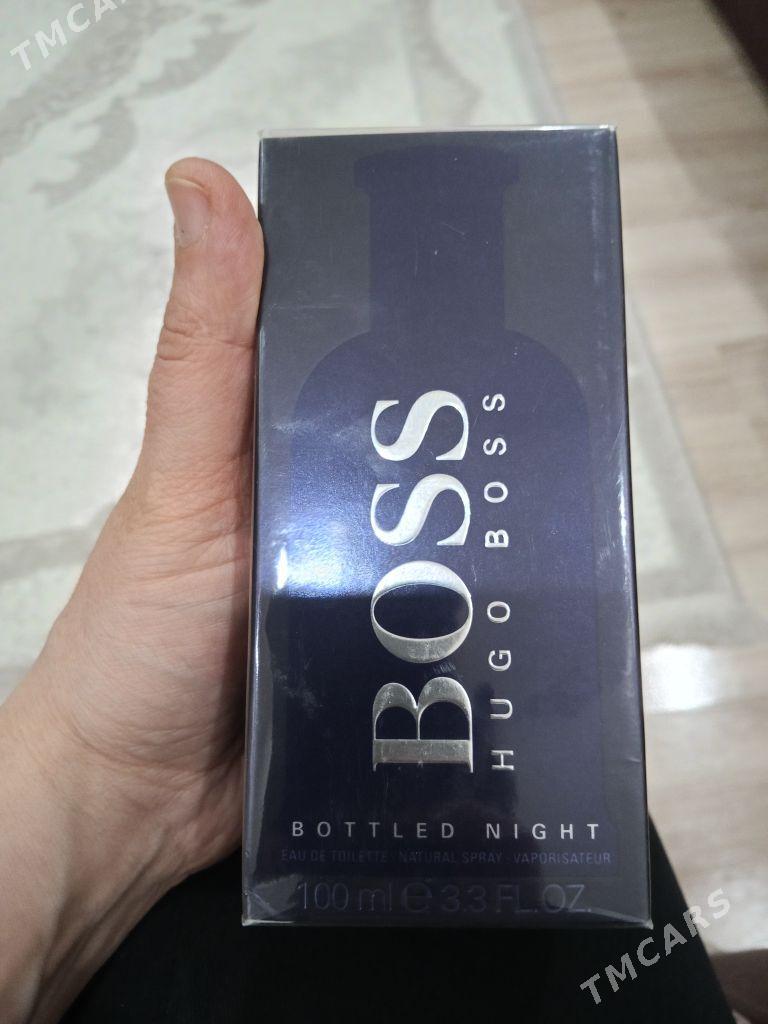 TMCARS
BOSS
HUGO BOSS
BOTTLED NIGHT
EAU DE TOILETTE · NATURAL SPRAY · VAPORISATEUR
100 ml ℮ 3.3 FL.OZ.
TMCARS